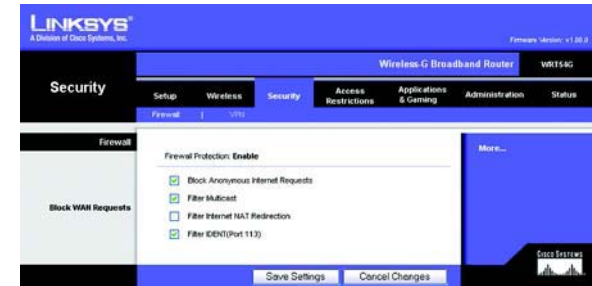 LINKSYS®
A Division of Cisco Systems, Inc.
Firmware Version: v1.00.0
Wireless-G Broadband Router WRT54G
Security
Setup Wireless Security Access Restrictions Applications & Gaming Administration Status
Firewall | VPN
Firewall
Firewall Protection: Enable
More...
Block WAN Requests
Block Anonymous Internet Requests
Filter Multicast
Filter Internet NAT Redirection
Filter IDENT(Port 113)
Save Settings Cancel Changes
CISCO SYSTEMS